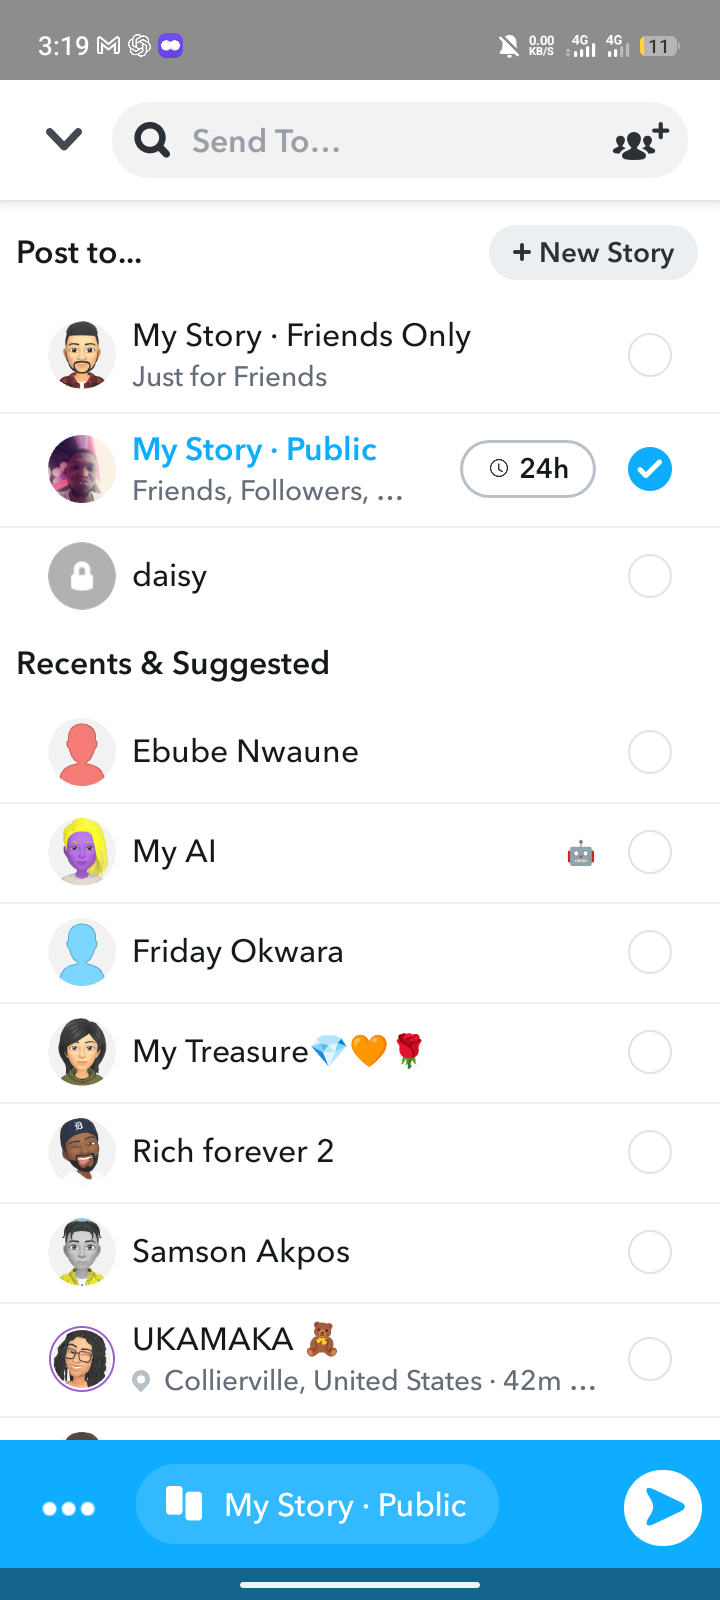 3:19
0.00
KB/S
4G
4G
11
Send To...
Post to...
+ New Story
My Story · Friends Only
Just for Friends
My Story · Public
Friends, Followers, ...
24h
daisy
Recents & Suggested
Ebube Nwaune
My AI 🤖
Friday Okwara
My Treasure💎🧡🌹
Rich forever 2
Samson Akpos
UKAMAKA 🧸
Collierville, United States · 42m ...
My Story · Public